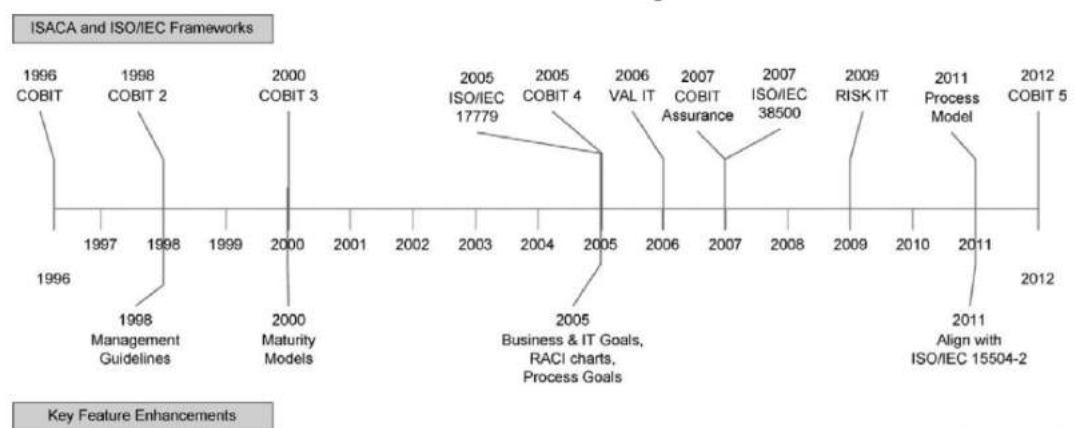 ISACA and ISO/IEC Frameworks
1996
COBIT
1998
COBIT 2
2000
COBIT 3
2005
ISO/IEC
17779
2005
COBIT 4
2006
VAL IT
2007
COBIT
Assurance
2007
ISO/IEC
38500
2009
RISK IT
2011
Process
Model
2012
COBIT 5
1997 1998 1999 2000 2001 2002 2003 2004 2005 2006 2007 2008 2009 2010 2011
1996 2012
1998
Management
Guidelines
2000
Maturity
Models
2005
Business & IT Goals,
RACI charts,
Process Goals
2011
Align with
ISO/IEC 15504-2
Key Feature Enhancements